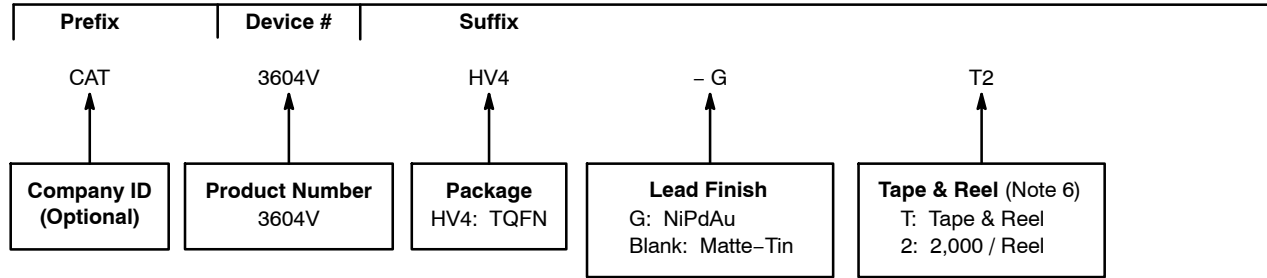 Prefix Device # Suffix
CAT 3604V HV4 – G T2
Company ID
(Optional)
Product Number
3604V
Package
HV4: TQFN
Lead Finish
G: NiPdAu
Blank: Matte−Tin
Tape & Reel (Note 6)
T: Tape & Reel
2: 2,000 / Reel